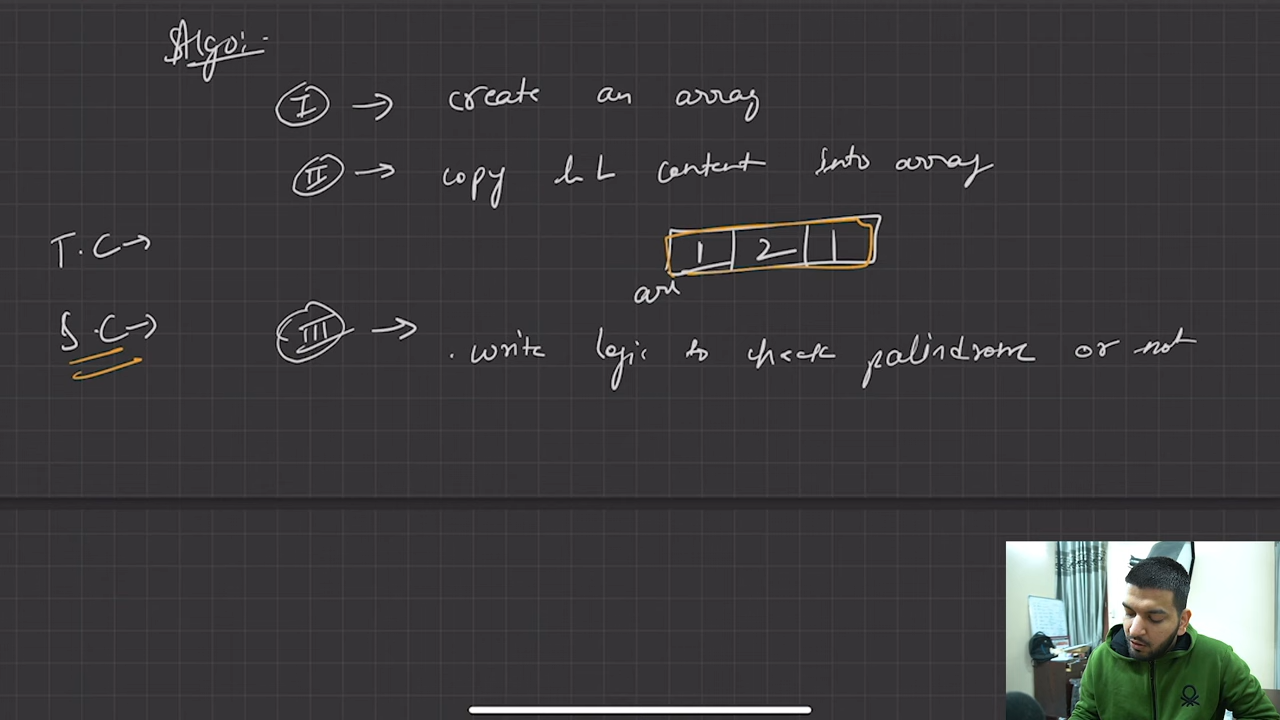 Algo:-
I → create an array
II → copy LL content into array
T.C →
1 2 1
arr
S.C →
III → . write logic to check palindrome or not